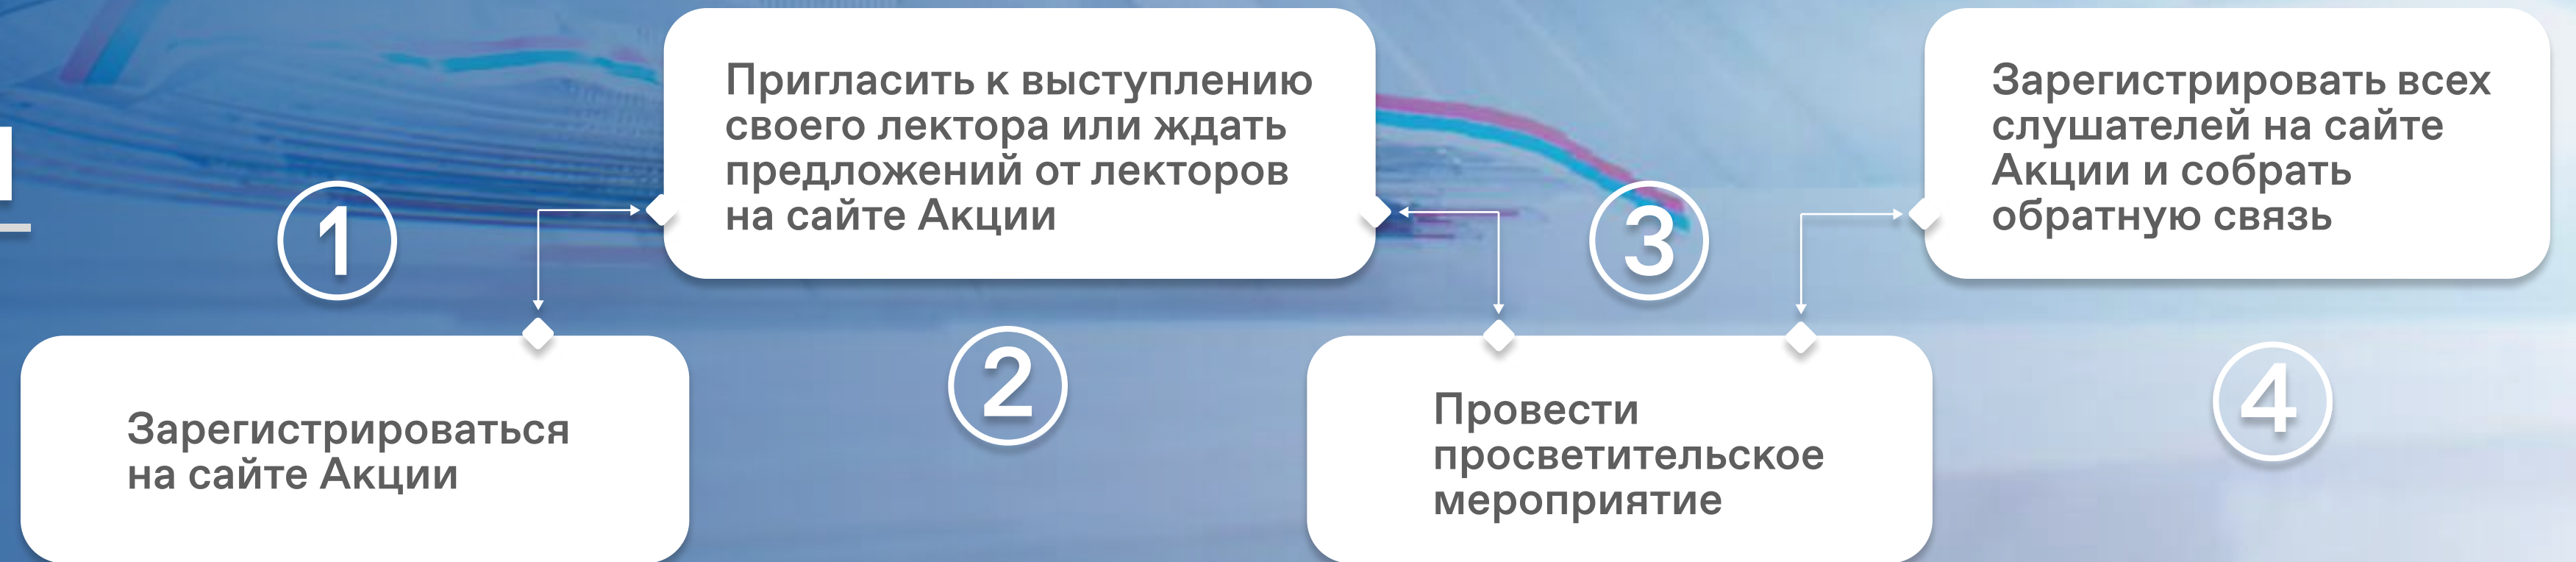 1
Зарегистрироваться
на сайте Акции
Пригласить к выступлению
своего лектора или ждать
предложений от лекторов
на сайте Акции
2
3
Провести
просветительское
мероприятие
Зарегистрировать всех
слушателей на сайте
Акции и собрать
обратную связь
4